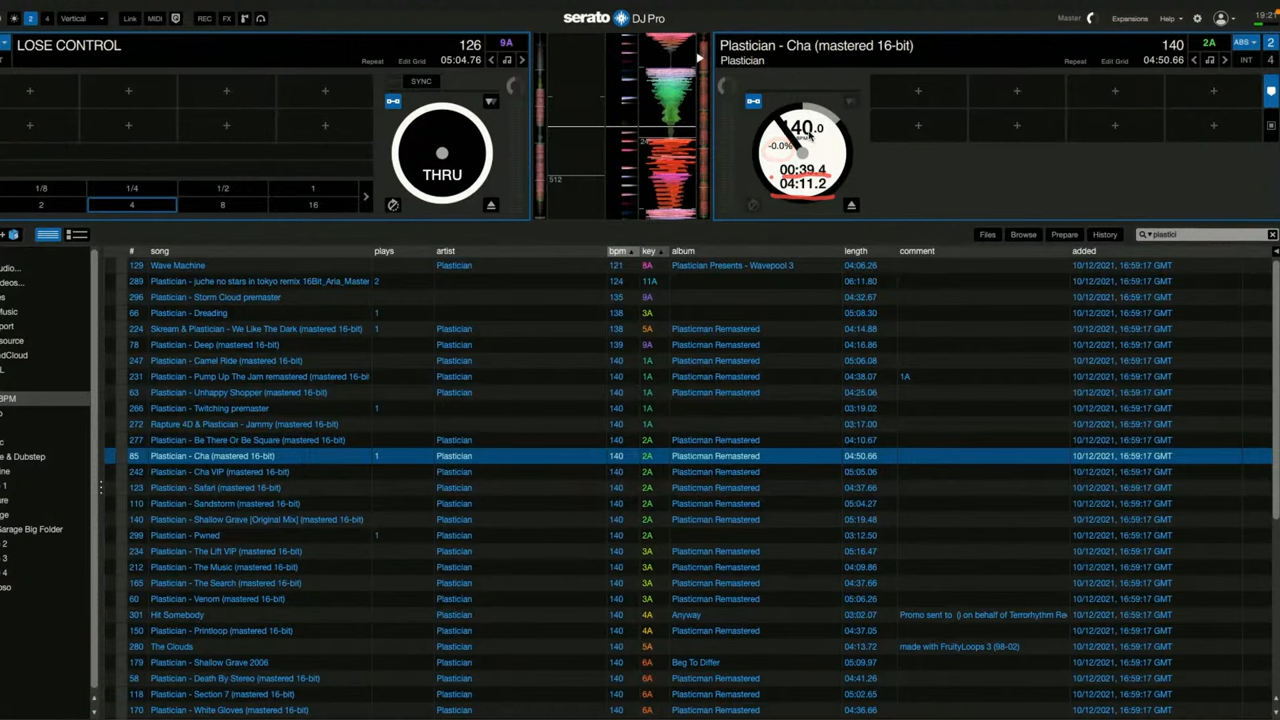 2 4 Vertical Link MIDI REC FX serato DJ Pro Master Expansions Help 19:21
LOSE CONTROL 126 9A
05:04.76
Repeat Edit Grid
SYNC
THRU
1/8 1/4 1/2 1
2 4 8 16
512
Plastician - Cha (mastered 16-bit) 140 2A ABS 2
Plastician Repeat Edit Grid 04:50.66 INT 4
140.0
BPM
-0.0%
00:39.4
04:11.2
Files Browse Prepare History plastici
# song plays artist bpm key album length comment added
129 Wave Machine Plastician 121 8A Plastician Presents - Wavepool 3 04:06.26 10/12/2021, 16:59:17 GMT
289 Plastician - juche no stars in tokyo remix 16Bit_Aria_Master 2 124 11A 06:11.80 10/12/2021, 16:59:17 GMT
296 Plastician - Storm Cloud premaster 135 9A 04:32.67 10/12/2021, 16:59:17 GMT
66 Plastician - Dreading 1 138 3A 05:08.30 10/12/2021, 16:59:17 GMT
224 Skream & Plastician - We Like The Dark (mastered 16-bit) 1 Plastician 138 5A Plasticman Remastered 04:14.88 10/12/2021, 16:59:17 GMT
78 Plastician - Deep (mastered 16-bit) Plastician 139 9A Plasticman Remastered 04:16.86 10/12/2021, 16:59:17 GMT
247 Plastician - Camel Ride (mastered 16-bit) Plastician 140 1A Plasticman Remastered 05:06.08 10/12/2021, 16:59:17 GMT
231 Plastician - Pump Up The Jam remastered (mastered 16-bi Plastician 140 1A Plasticman Remastered 04:38.07 1A 10/12/2021, 16:59:17 GMT
63 Plastician - Unhappy Shopper (mastered 16-bit) Plastician 140 1A Plasticman Remastered 04:25.06 10/12/2021, 16:59:17 GMT
266 Plastician - Twitching premaster 1 140 1A 03:19.02 10/12/2021, 16:59:17 GMT
272 Rapture 4D & Plastician - Jammy (mastered 16-bit) 140 1A 03:17.00 10/12/2021, 16:59:17 GMT
277 Plastician - Be There Or Be Square (mastered 16-bit) Plastician 140 2A Plasticman Remastered 04:10.67 10/12/2021, 16:59:17 GMT
85 Plastician - Cha (mastered 16-bit) 1 Plastician 140 2A Plasticman Remastered 04:50.66 10/12/2021, 16:59:17 GMT
242 Plastician - Cha VIP (mastered 16-bit) Plastician 140 2A Plasticman Remastered 05:05.06 10/12/2021, 16:59:17 GMT
123 Plastician - Safari (mastered 16-bit) Plastician 140 2A Plasticman Remastered 04:37.66 10/12/2021, 16:59:17 GMT
110 Plastician - Sandstorm (mastered 16-bit) Plastician 140 2A Plasticman Remastered 05:04.27 10/12/2021, 16:59:17 GMT
140 Plastician - Shallow Grave [Original Mix] (mastered 16-bit) Plastician 140 2A Plasticman Remastered 05:19.48 10/12/2021, 16:59:17 GMT
299 Plastician - Pwned 1 140 2A 03:12.50 10/12/2021, 16:59:17 GMT
234 Plastician - The Lift VIP (mastered 16-bit) Plastician 140 3A Plasticman Remastered 05:16.47 10/12/2021, 16:59:17 GMT
212 Plastician - The Music (mastered 16-bit) Plastician 140 3A Plasticman Remastered 04:09.86 10/12/2021, 16:59:17 GMT
165 Plastician - The Search (mastered 16-bit) Plastician 140 3A Plasticman Remastered 04:37.66 10/12/2021, 16:59:17 GMT
60 Plastician - Venom (mastered 16-bit) Plastician 140 3A Plasticman Remastered 05:06.26 10/12/2021, 16:59:17 GMT
301 Hit Somebody Plastician 140 4A Anyway 03:02.07 Promo sent to () on behalf of Terrorhythm Re 10/12/2021, 16:59:17 GMT
150 Plastician - Printloop (mastered 16-bit) Plastician 140 4A Plasticman Remastered 04:37.05 10/12/2021, 16:59:17 GMT
280 The Clouds Plastician 140 5A 04:13.72 made with FruityLoops 3 (98-02) 10/12/2021, 16:59:17 GMT
179 Plastician - Shallow Grave 2006 Plastician 140 6A Beg To Differ 05:09.97 10/12/2021, 16:59:17 GMT
58 Plastician - Death By Stereo (mastered 16-bit) Plastician 140 6A Plasticman Remastered 04:41.26 10/12/2021, 16:59:17 GMT
118 Plastician - Section 7 (mastered 16-bit) Plastician 140 6A Plasticman Remastered 05:02.65 10/12/2021, 16:59:17 GMT
170 Plastician - White Gloves (mastered 16-bit) Plastician 140 6A Plasticman Remastered 04:36.66 10/12/2021, 16:59:17 GMT
BPM
e & Dubstep
arage Big Folder